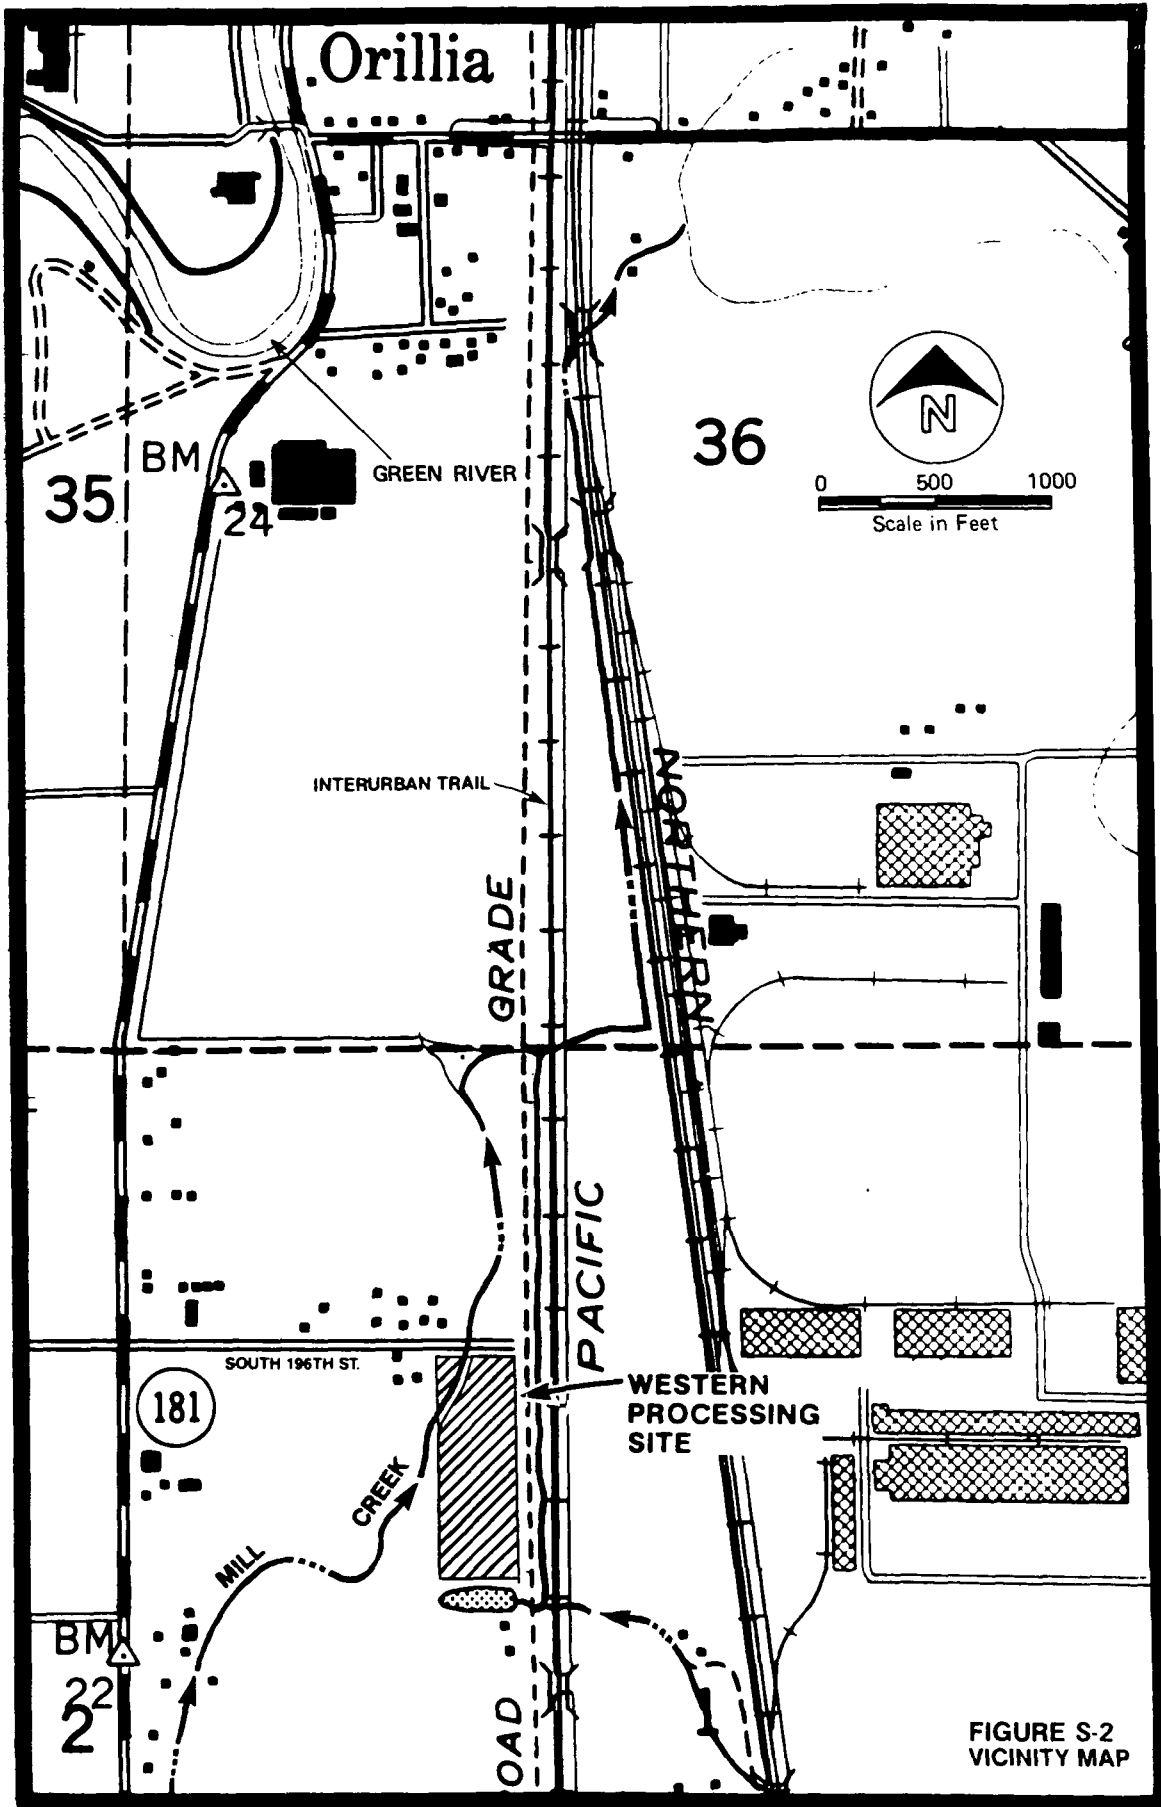 Orillia
36
N
BM
24
35
GREEN RIVER
0 500 1000
Scale in Feet
INTERURBAN TRAIL
NORTHERN
GRADE
PACIFIC
SOUTH 196TH ST.
181
WESTERN
PROCESSING
SITE
MILL CREEK
BM
22
2
OAD
FIGURE S-2
VICINITY MAP